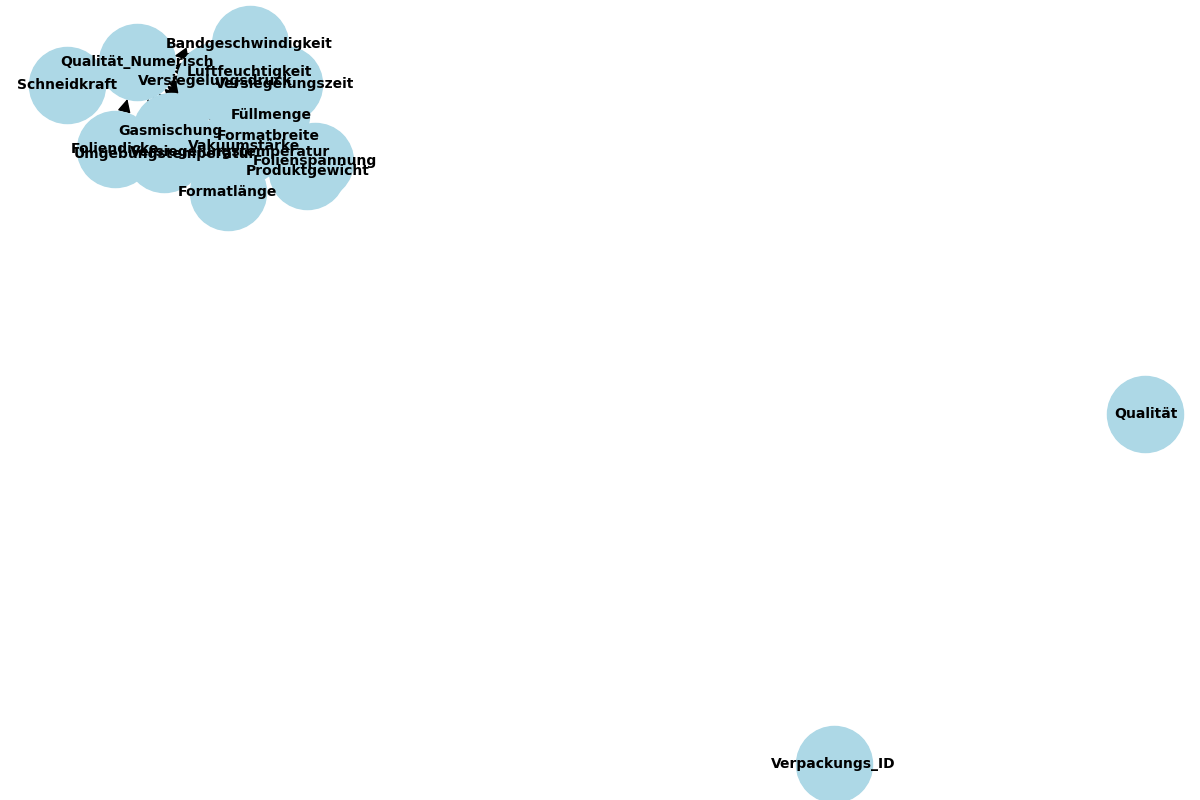 Bandgeschwindigkeit
Qualität_Numerisch
Luftfeuchtigkeit
Versiegelungsdruck
Versiegelungszeit
Schneidkraft
Füllmenge
Gasmischung
Formatbreite
Vakuumstärke
Foliendicke
Umgebungstemperatur
Versiegelungstemperatur
Folienspannung
Produktgewicht
Formatlänge
Qualität
Verpackungs_ID